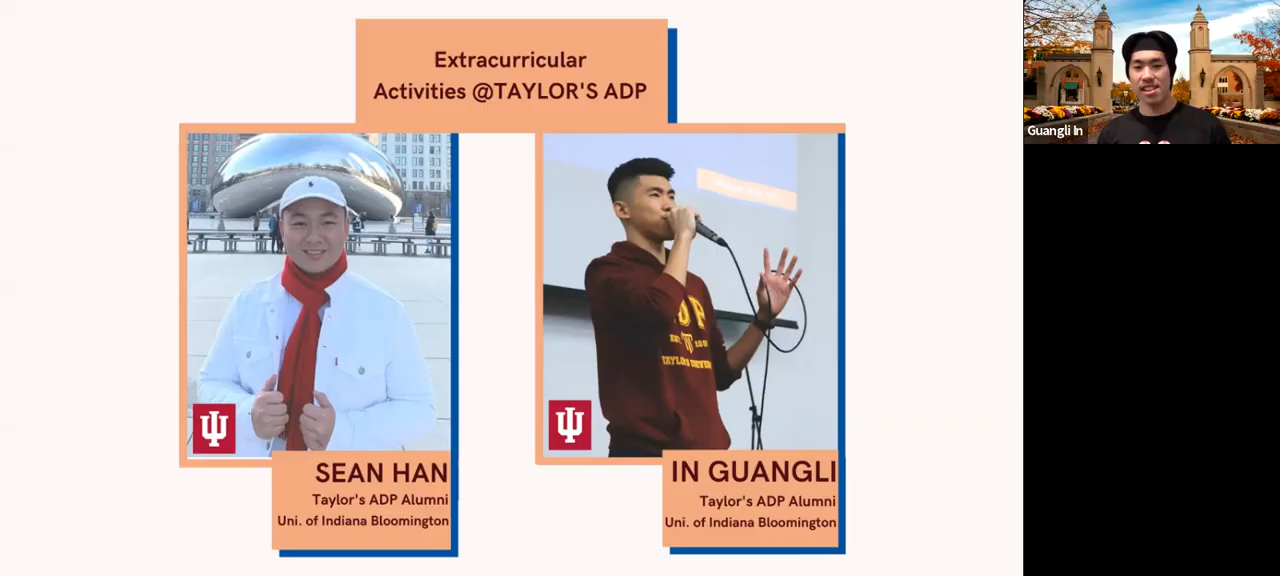 Extracurricular
Activities @TAYLOR'S ADP
Guangli In
SEAN HAN
Taylor's ADP Alumni
Uni. of Indiana Bloomington
IN GUANGLI
Taylor's ADP Alumni
Uni. of Indiana Bloomington